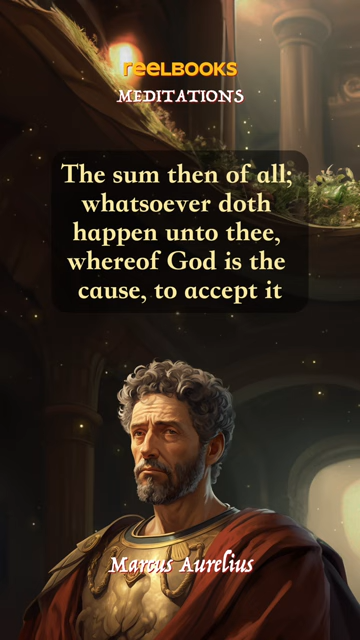 reelBOOKS
MEDITATIONS
The sum then of all;
whatsoever doth
happen unto thee,
whereof God is the
cause, to accept it
Marcus Aurelius